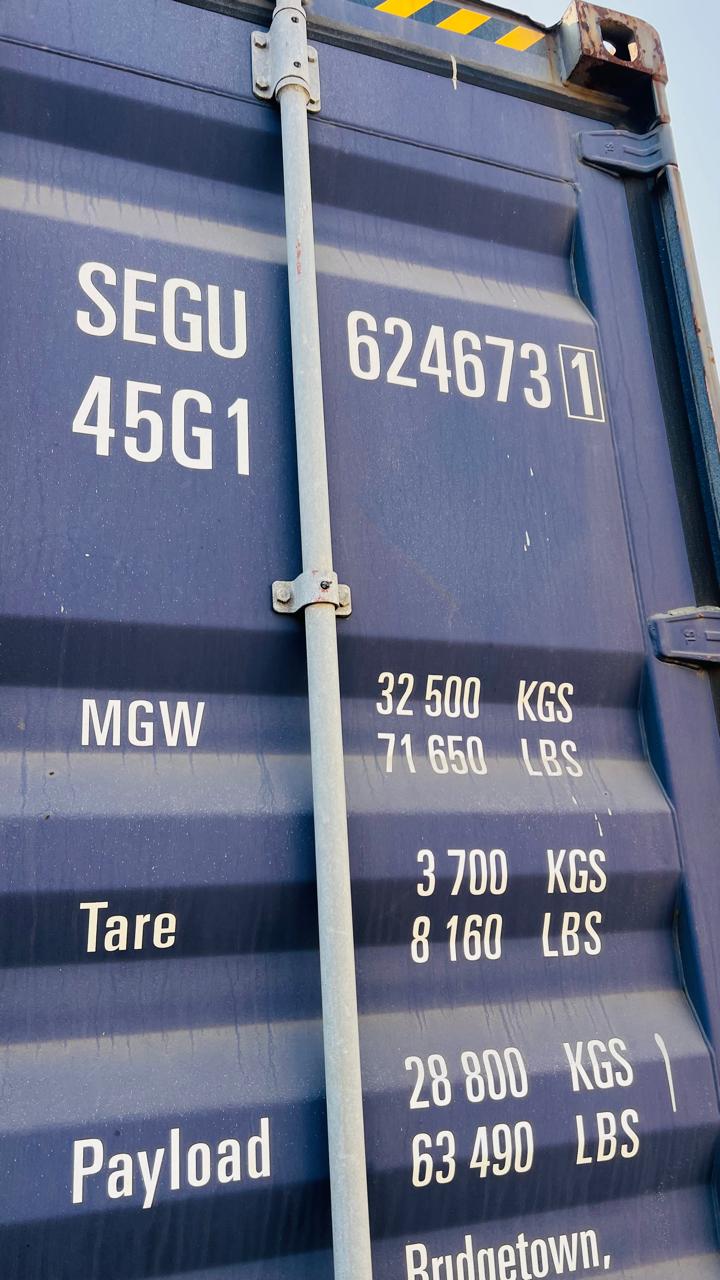 SEGU 624673 1
45G1
MGW 32 500 KGS
71 650 LBS
Tare 3 700 KGS
8 160 LBS
28 800 KGS
Payload 63 490 LBS
Bridgetown,